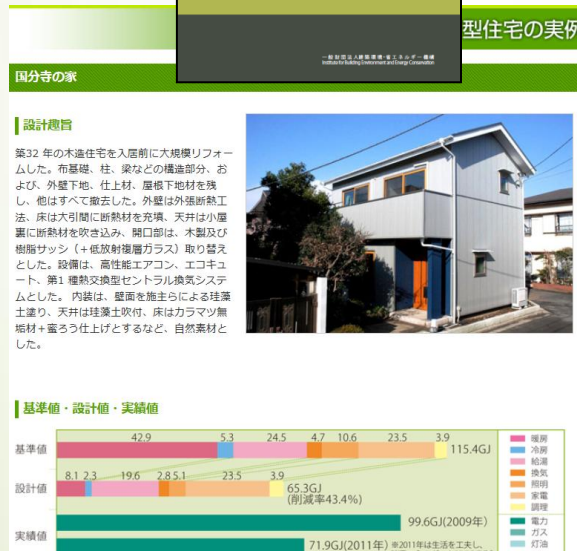 型住宅の実例
一般財団法人建築環境・省エネルギー機構
Institute for Building Environment and Energy Conservation
国分寺の家
設計趣旨
築32 年の木造住宅を入居前に大規模リフォー
ムした。布基礎、柱、梁などの構造部分、お
よび、外壁下地、仕上材、屋根下地材を残
し、他はすべて撤去した。外壁は外張断熱工
法、床は大引間に断熱材を充填、天井は小屋
裏に断熱材を吹き込み、開口部は、木製及び
樹脂サッシ（+低放射複層ガラス）取り替え
とした。設備は、高性能エアコン、エコキュ
ート、第1 種熱交換型セントラル換気システ
ムとした。 内装は、壁面を施主らによる珪藻
土塗り、天井は珪藻土吹付、床はカラマツ無
垢材+蜜ろう仕上げとするなど、自然素材と
した。
基準値・設計値・実績値
42.9 5.3 24.5 4.7 10.6 23.5 3.9
基準値 115.4GJ
8.1 2.3 19.6 2.8 5.1 23.5 3.9
設計値 65.3GJ
(削減率43.4%)
99.6GJ(2009年)
実績値
71.9GJ(2011年) ※2011年は生活を工夫し、
暖房
冷房
給湯
換気
照明
家電
調理
電力
ガス
灯油